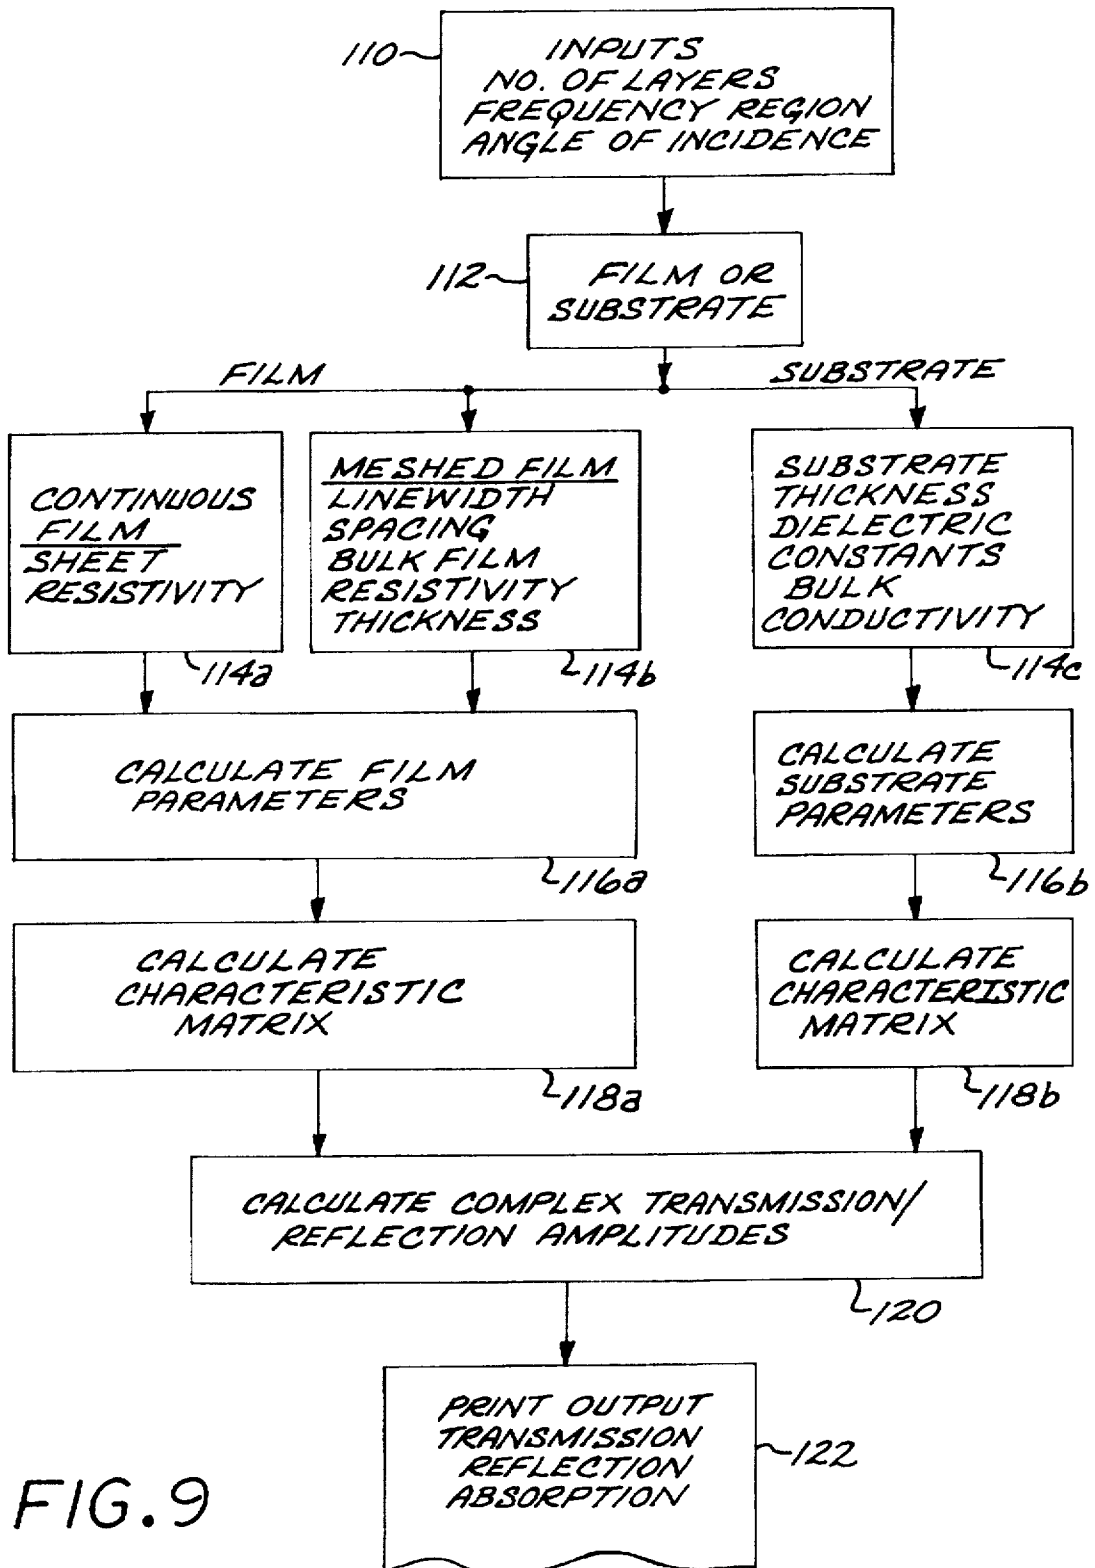 110
INPUTS
NO. OF LAYERS
FREQUENCY REGION
ANGLE OF INCIDENCE
112
FILM OR
SUBSTRATE
FILM
SUBSTRATE
CONTINUOUS
FILM
SHEET
RESISTIVITY
114a
MESHED FILM
LINEWIDTH
SPACING
BULK FILM
RESISTIVITY
THICKNESS
114b
SUBSTRATE
THICKNESS
DIELECTRIC
CONSTANTS
BULK
CONDUCTIVITY
114c
CALCULATE FILM
PARAMETERS
116a
CALCULATE
SUBSTRATE
PARAMETERS
116b
CALCULATE
CHARACTERISTIC
MATRIX
118a
CALCULATE
CHARACTERISTIC
MATRIX
118b
CALCULATE COMPLEX TRANSMISSION/
REFLECTION AMPLITUDES
120
PRINT OUTPUT
TRANSMISSION
REFLECTION
ABSORPTION
122
FIG. 9